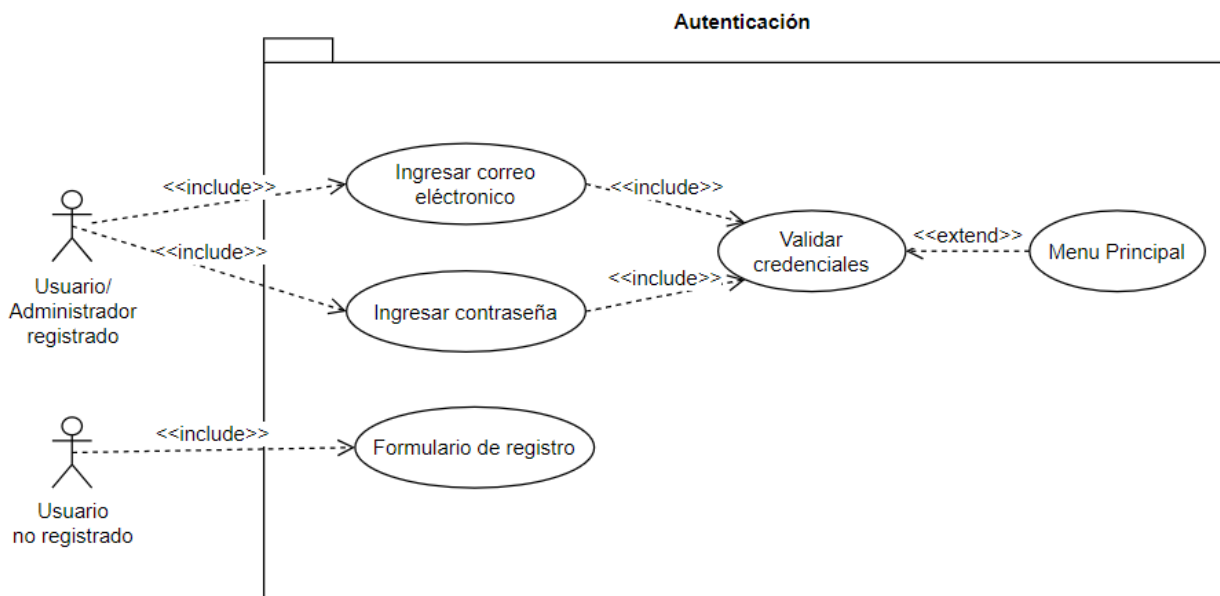 Autenticación
<<include>>
Ingresar correo
eléctronico
<<include>>
Usuario/
Administrador
registrado
<<include>>
Ingresar contraseña
<<include>>
Validar
credenciales
<<extend>>
Menu Principal
Usuario
no registrado
<<include>>
Formulario de registro